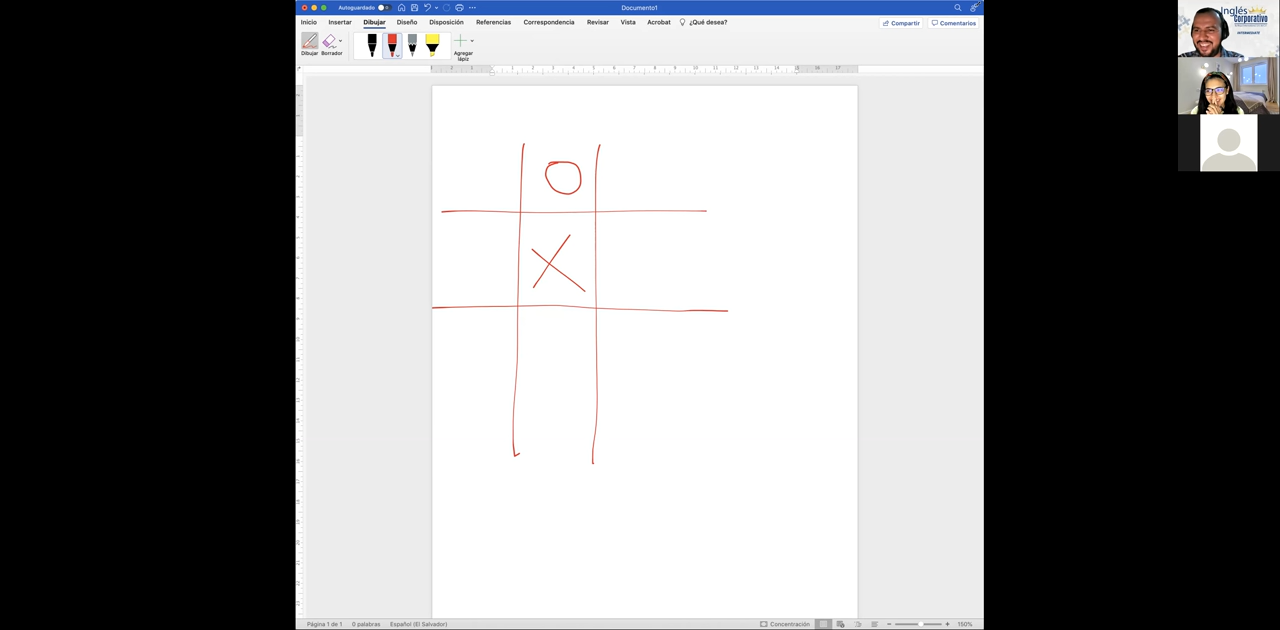 Autoguardado
Documento1
Inicio Insertar Dibujar Diseño Disposición Referencias Correspondencia Revisar Vista Acrobat ¿Qué desea?
Compartir Comentarios
Dibujar Borrador Agregar lápiz
O
X
Página 1 de 1 0 palabras Español (El Salvador) Concentración 150%
Inglés
Corporativo
INTERMEDIATE